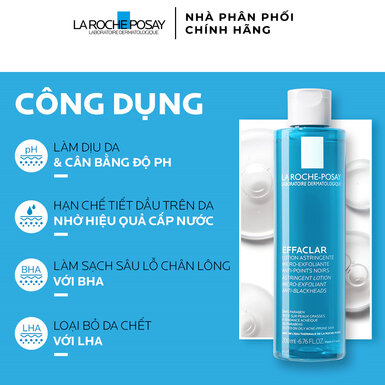 LA ROCHE-POSAY
LABORATOIRE DERMATOLOGIQUE
NHÀ PHÂN PHỐI
CHÍNH HÃNG
CÔNG DỤNG
pH
LÀM DỊU DA
& CÂN BẰNG ĐỘ PH
HẠN CHẾ TIẾT DẦU TRÊN DA
NHỜ HIỆU QUẢ CẤP NƯỚC
BHA
LÀM SẠCH SÂU LỖ CHÂN LÔNG
VỚI BHA
LHA
LOẠI BỎ DA CHẾT
VỚI LHA
LA ROCHE-POSAY
LABORATOIRE DERMATOLOGIQUE
EFFACLAR
LOTION ASTRINGENTE
MICRO-EXFOLIANTE
ANTI-POINTS NOIRS
ASTRINGENT LOTION
MICRO-EXFOLIANT
ANTI-BLACKHEADS
200 ml - 6.76 FL.OZ.